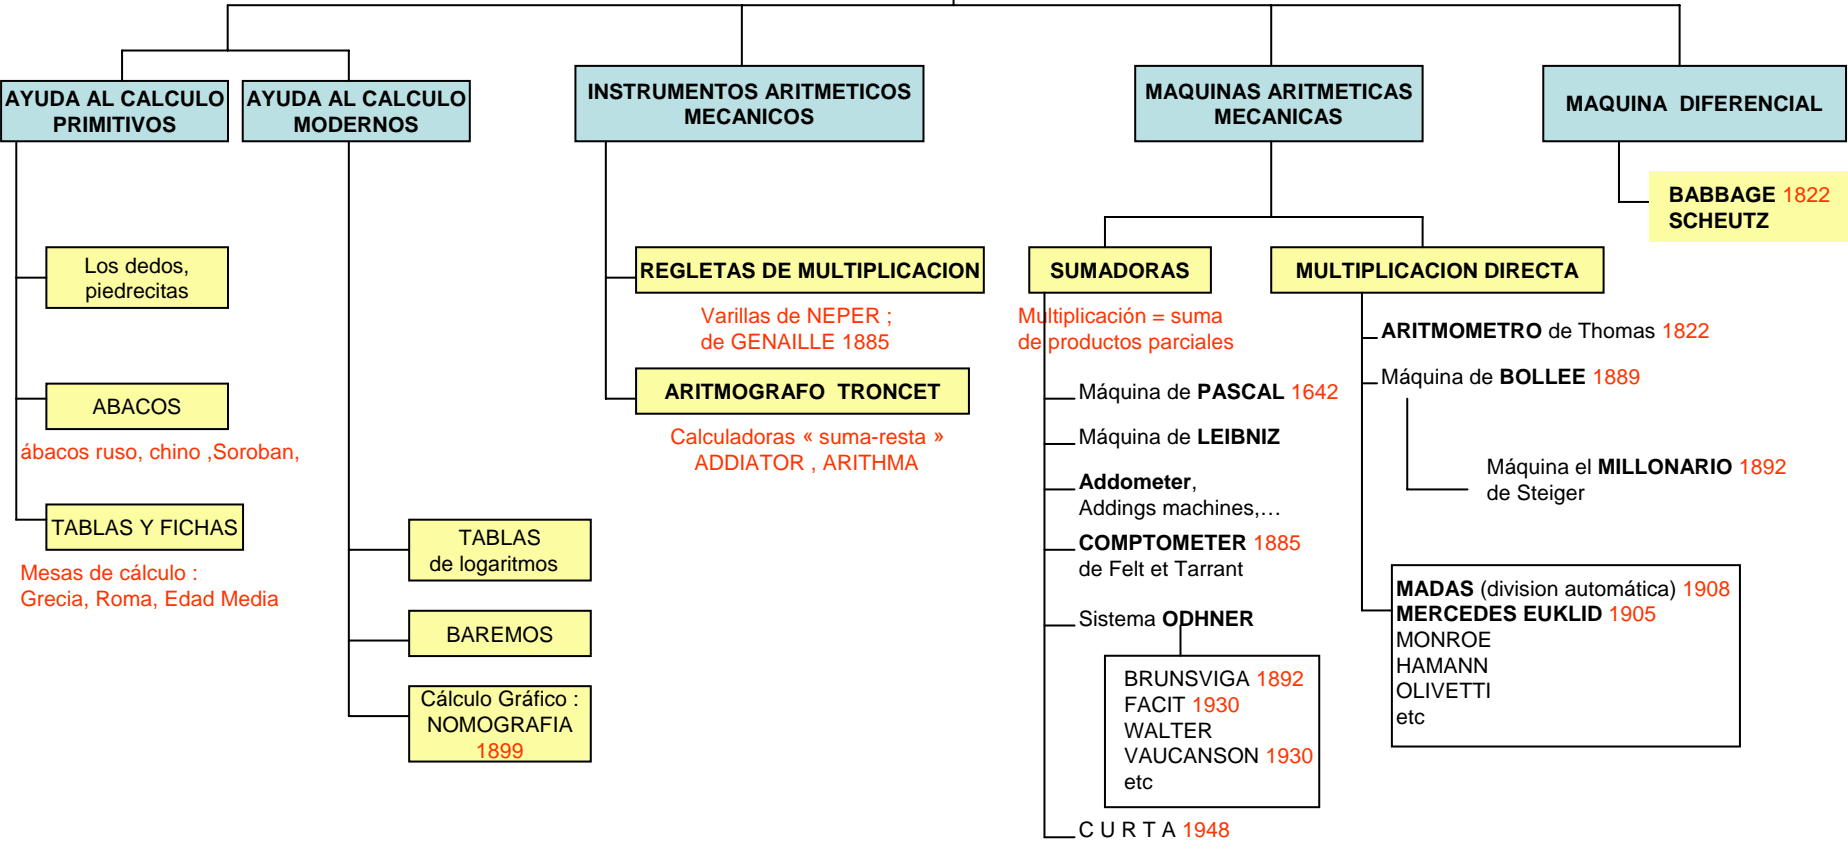 AYUDA AL CALCULO
PRIMITIVOS
AYUDA AL CALCULO
MODERNOS
INSTRUMENTOS ARITMETICOS
MECANICOS
MAQUINAS ARITMETICAS
MECANICAS
MAQUINA DIFERENCIAL
BABBAGE 1822
SCHEUTZ
Los dedos,
piedrecitas
ABACOS
ábacos ruso, chino ,Soroban,
TABLAS Y FICHAS
Mesas de cálculo :
Grecia, Roma, Edad Media
TABLAS
de logaritmos
BAREMOS
Cálculo Gráfico :
NOMOGRAFIA
1899
REGLETAS DE MULTIPLICACION
Varillas de NEPER ;
de GENAILLE 1885
ARITMOGRAFO TRONCET
Calculadoras « suma-resta »
ADDIATOR , ARITHMA
SUMADORAS
Multiplicación = suma
de productos parciales
Máquina de PASCAL 1642
Máquina de LEIBNIZ
Addometer,
Addings machines,…
COMPTOMETER 1885
de Felt et Tarrant
Sistema ODHNER
BRUNSVIGA 1892
FACIT 1930
WALTER
VAUCANSON 1930
etc
C U R T A 1948
MULTIPLICACION DIRECTA
ARITMOMETRO de Thomas 1822
Máquina de BOLLEE 1889
Máquina el MILLONARIO 1892
de Steiger
MADAS (division automática) 1908
MERCEDES EUKLID 1905
MONROE
HAMANN
OLIVETTI
etc